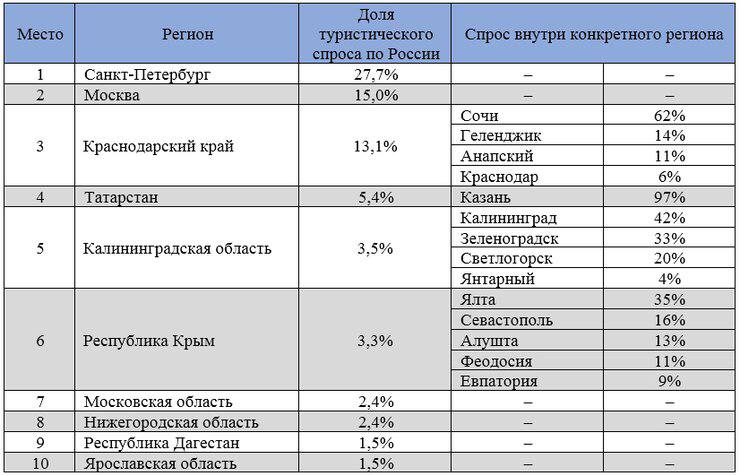 Место Регион Доля туристического спроса по России Спрос внутри конкретного региона
1 Санкт-Петербург 27,7% – –
2 Москва 15,0% – –
3 Краснодарский край 13,1% Сочи 62%
Геленджик 14%
Анапский 11%
Краснодар 6%
4 Татарстан 5,4% Казань 97%
5 Калининградская область 3,5% Калининград 42%
Зеленоградск 33%
Светлогорск 20%
Янтарный 4%
6 Республика Крым 3,3% Ялта 35%
Севастополь 16%
Алушта 13%
Феодосия 11%
Евпатория 9%
7 Московская область 2,4% – –
8 Нижегородская область 2,4% – –
9 Республика Дагестан 1,5% – –
10 Ярославская область 1,5% – –